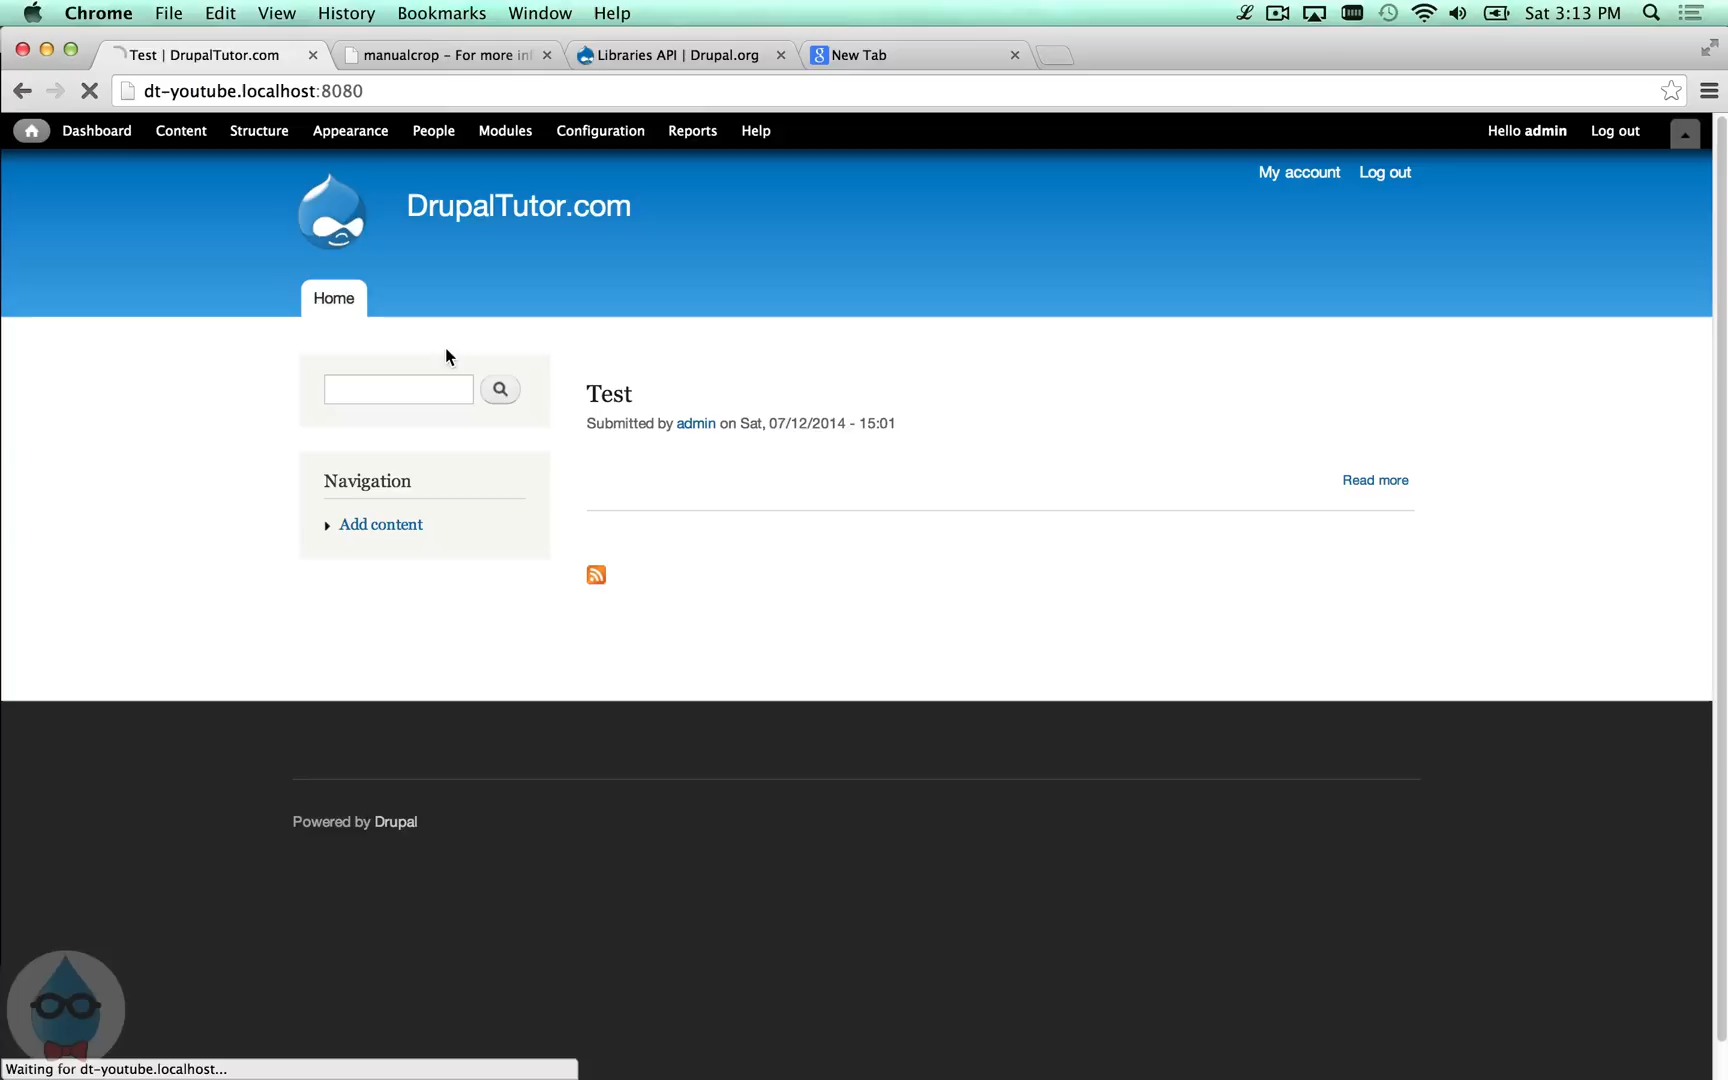 Chrome File Edit View History Bookmarks Window Help Sat 3:13 PM
Test | DrupalTutor.com manualcrop - For more in Libraries API | Drupal.org New Tab
dt-youtube.localhost:8080
Dashboard Content Structure Appearance People Modules Configuration Reports Help Hello admin Log out
My account Log out
DrupalTutor.com
Home
Test
Submitted by admin on Sat, 07/12/2014 - 15:01
Read more
Navigation
Add content
Powered by Drupal
Waiting for dt-youtube.localhost...